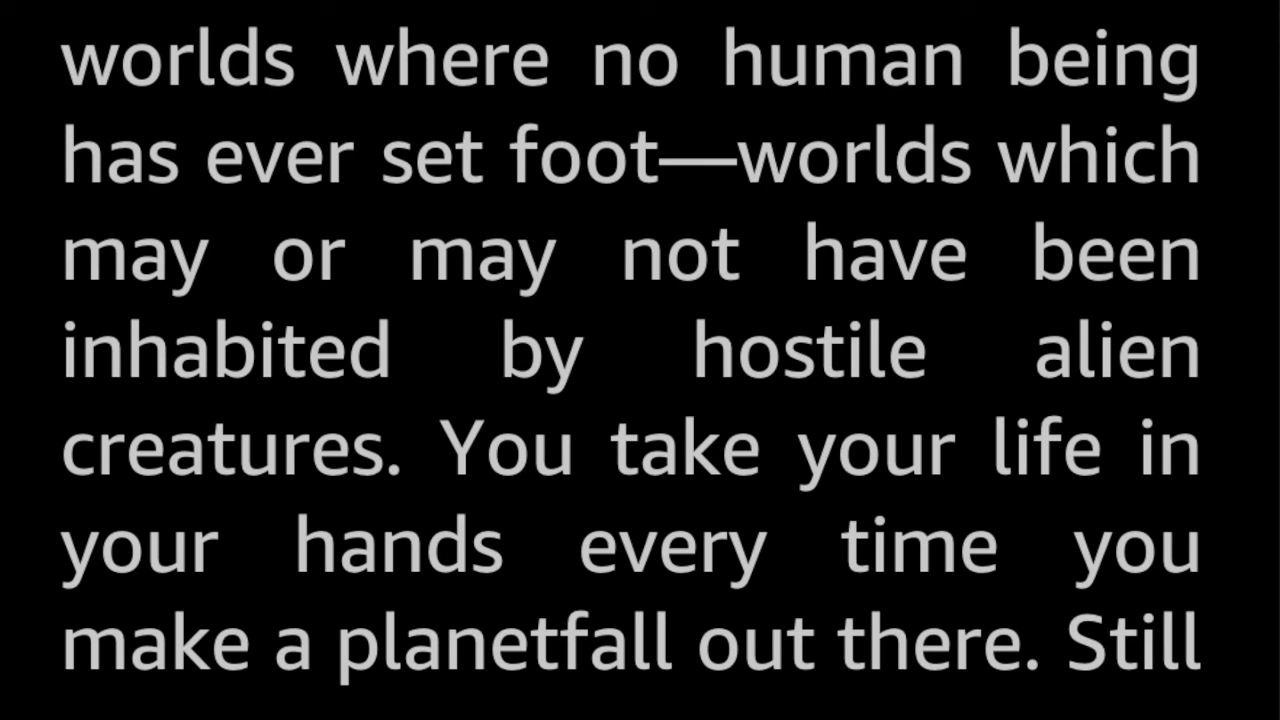 worlds where no human being
has ever set foot—worlds which
may or may not have been
inhabited by hostile alien
creatures. You take your life in
your hands every time you
make a planetfall out there. Still